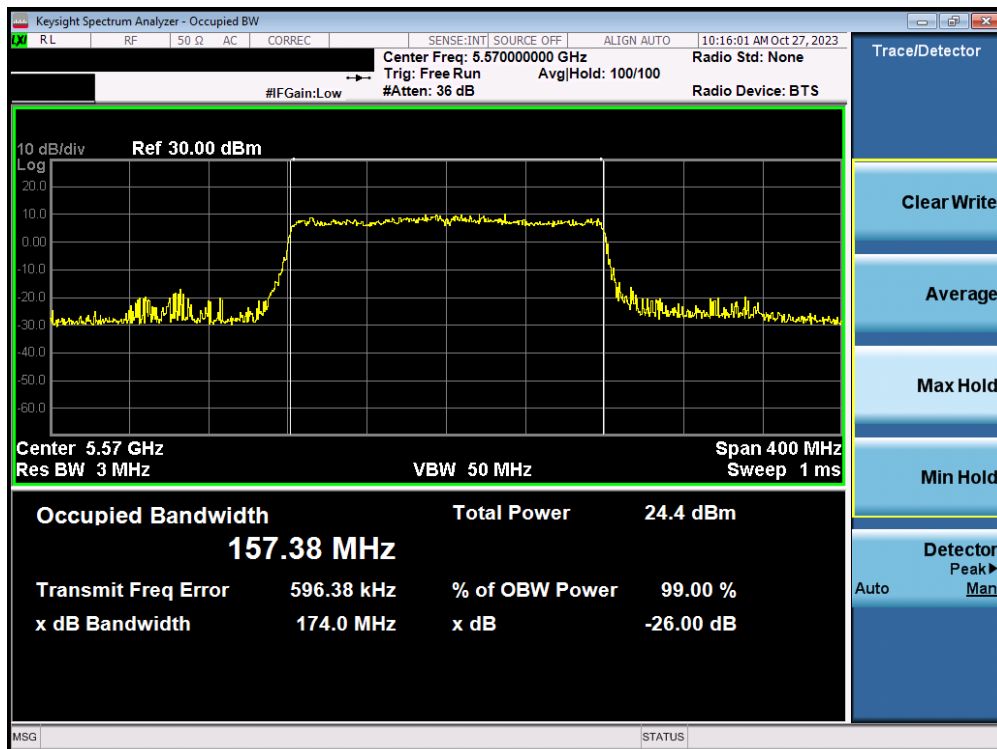 Keysight Spectrum Analyzer - Occupied BW
LXI RL RF 50 Ω AC CORREC SENSE:INT SOURCE OFF ALIGN AUTO 10:16:01 AM Oct 27, 2023
Center Freq: 5.570000000 GHz Radio Std: None
Trig: Free Run Avg|Hold: 100/100
#IFGain:Low #Atten: 36 dB Radio Device: BTS
Trace/Detector
10 dB/div Ref 30.00 dBm
Log
20.0
10.0
0.00
-10.0
-20.0
-30.0
-40.0
-50.0
-60.0
Center 5.57 GHz Span 400 MHz
Res BW 3 MHz VBW 50 MHz Sweep 1 ms
Clear Write
Average
Max Hold
Min Hold
Detector
Peak▶
Auto Man
Occupied Bandwidth Total Power 24.4 dBm
157.38 MHz
Transmit Freq Error 596.38 kHz % of OBW Power 99.00 %
x dB Bandwidth 174.0 MHz x dB -26.00 dB
MSG STATUS